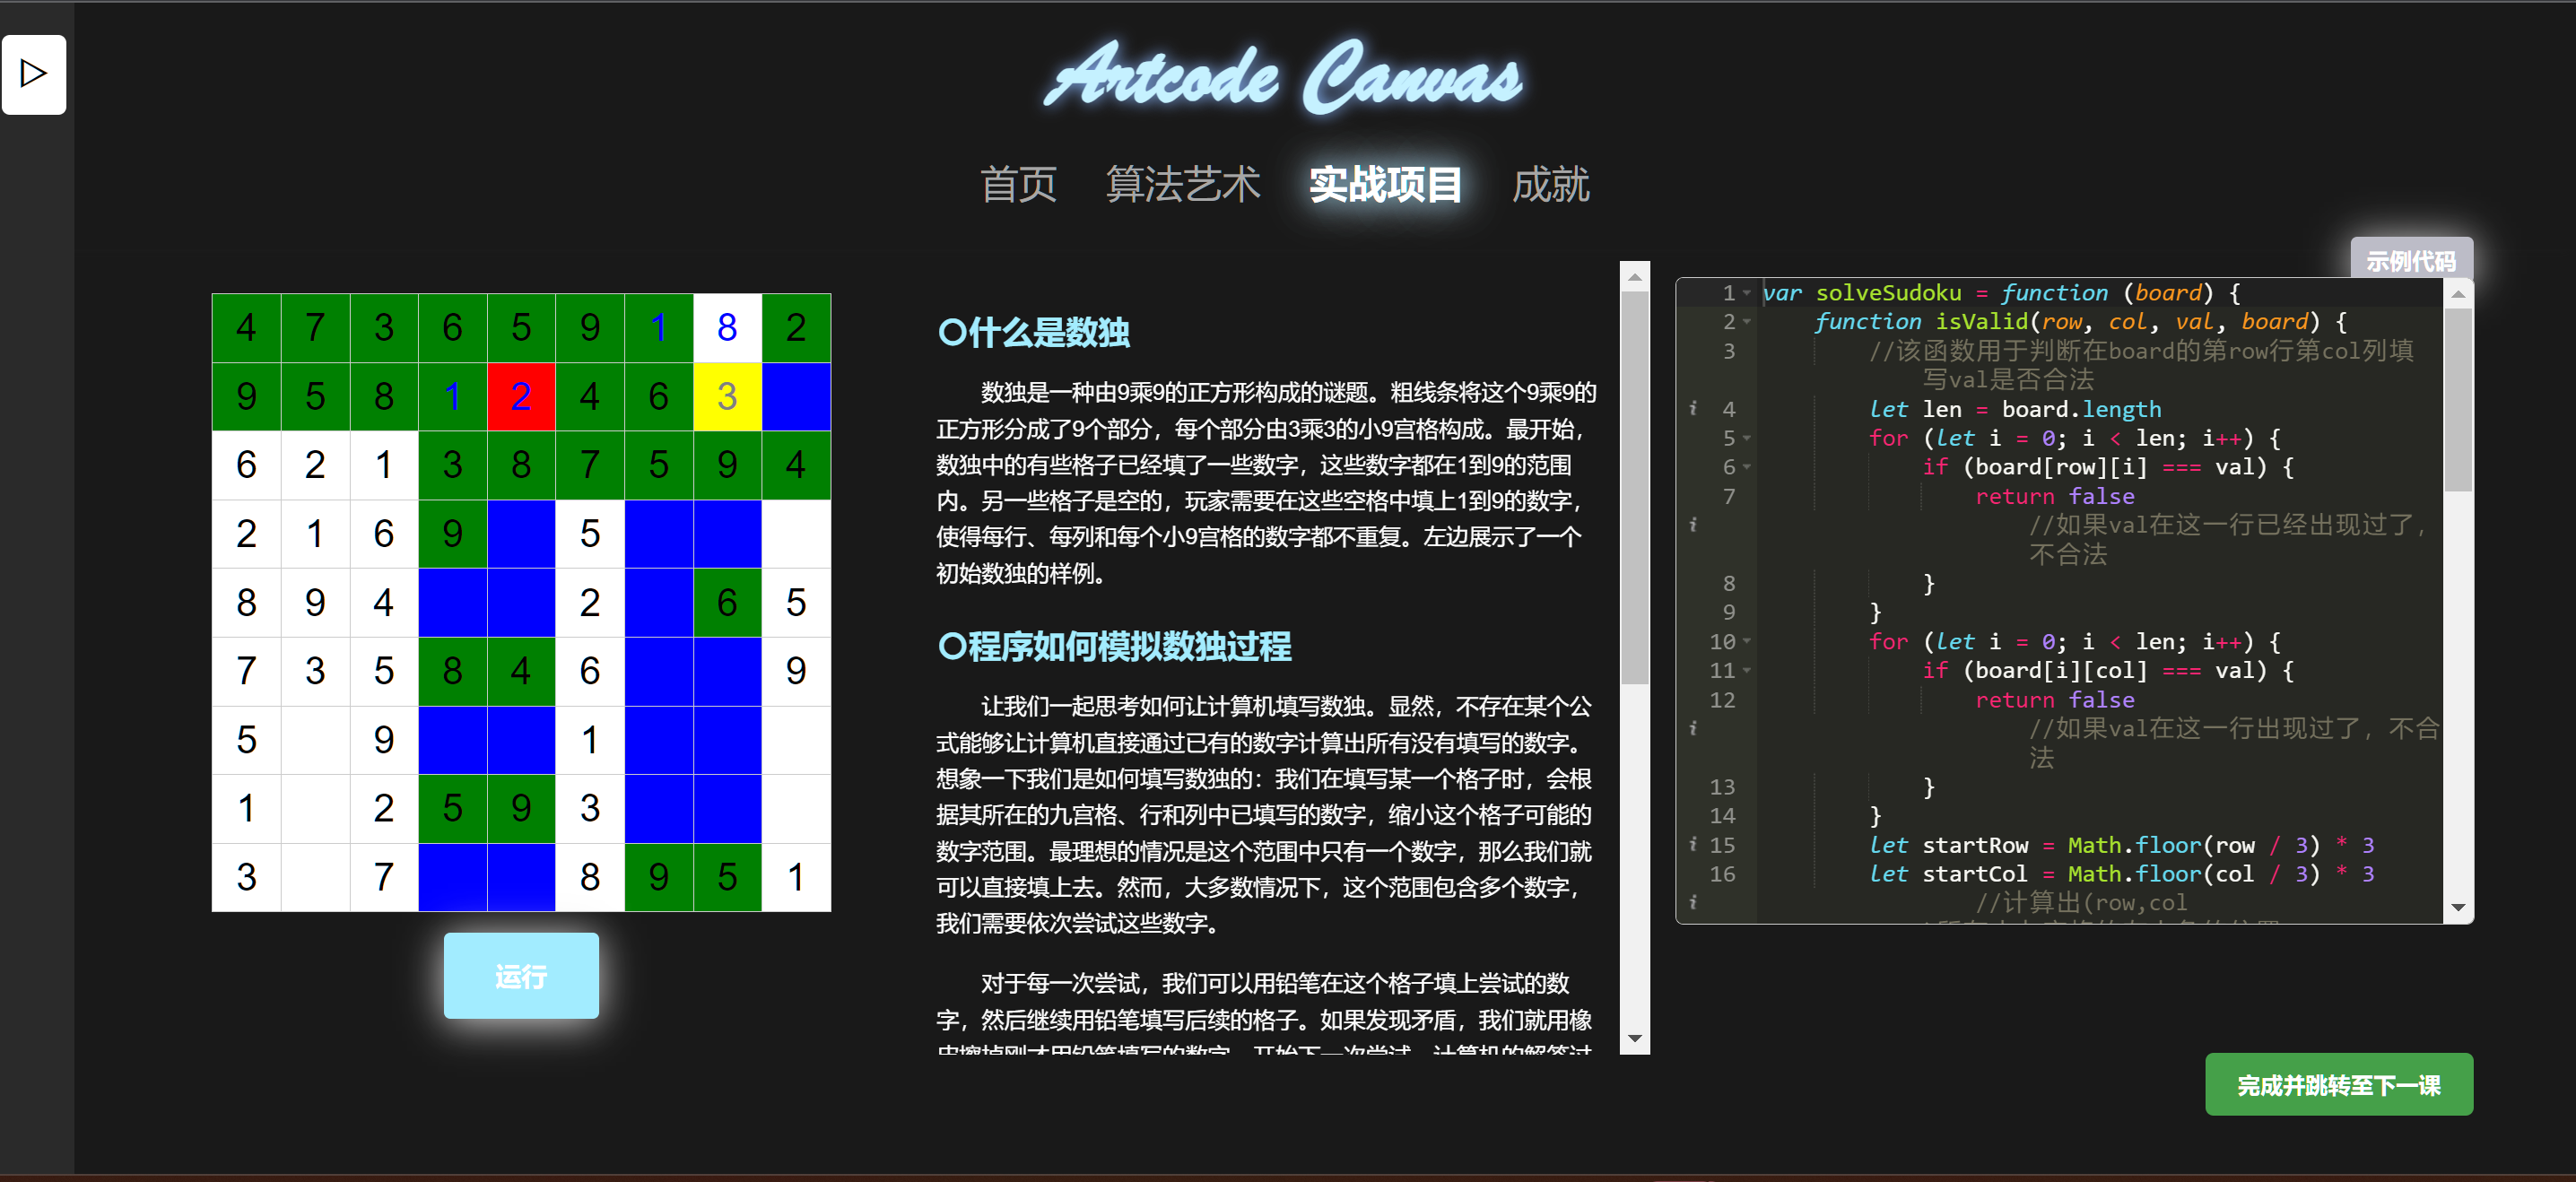 Artcode Canvas
首页 算法艺术 实战项目 成就
4 7 3 6 5 9 1 8 2
9 5 8 1 2 4 6 3
6 2 1 3 8 7 5 9 4
2 1 6 9 5
8 9 4 2 6 5
7 3 5 8 4 6 9
5 9 1
1 2 5 9 3
3 7 8 9 5 1
运行
○什么是数独
数独是一种由9乘9的正方形构成的谜题。粗线条将这个9乘9的
正方形分成了9个部分，每个部分由3乘3的小9宫格构成。最开始，
数独中的有些格子已经填了一些数字，这些数字都在1到9的范围
内。另一些格子是空的，玩家需要在这些空格中填上1到9的数字，
使得每行、每列和每个小9宫格的数字都不重复。左边展示了一个
初始数独的样例。
○程序如何模拟数独过程
让我们一起思考如何让计算机填写数独。显然，不存在某个公
式能够让计算机直接通过已有的数字计算出所有没有填写的数字。
想象一下我们是如何填写数独的：我们在填写某一个格子时，会根
据其所在的九宫格、行和列中已填写的数字，缩小这个格子可能的
数字范围。最理想的情况是这个范围中只有一个数字，那么我们就
可以直接填上去。然而，大多数情况下，这个范围包含多个数字，
我们需要依次尝试这些数字。
对于每一次尝试，我们可以用铅笔在这个格子填上尝试的数
字，然后继续用铅笔填写后续的格子。如果发现矛盾，我们就用橡
皮擦掉刚才用铅笔填写的数字，开始下一次尝试。计算机的解答过
示例代码
1 var solveSudoku = function (board) {
2 function isValid(row, col, val, board) {
3 //该函数用于判断在board的第row行第col列填
写val是否合法
4 let len = board.length
5 for (let i = 0; i < len; i++) {
6 if (board[row][i] === val) {
7 return false
//如果val在这一行已经出现过了，
不合法
8 }
9 }
10 for (let i = 0; i < len; i++) {
11 if (board[i][col] === val) {
12 return false
//如果val在这一行出现过了，不合
法
13 }
14 }
15 let startRow = Math.floor(row / 3) * 3
16 let startCol = Math.floor(col / 3) * 3
//计算出(row,col
完成并跳转至下一课